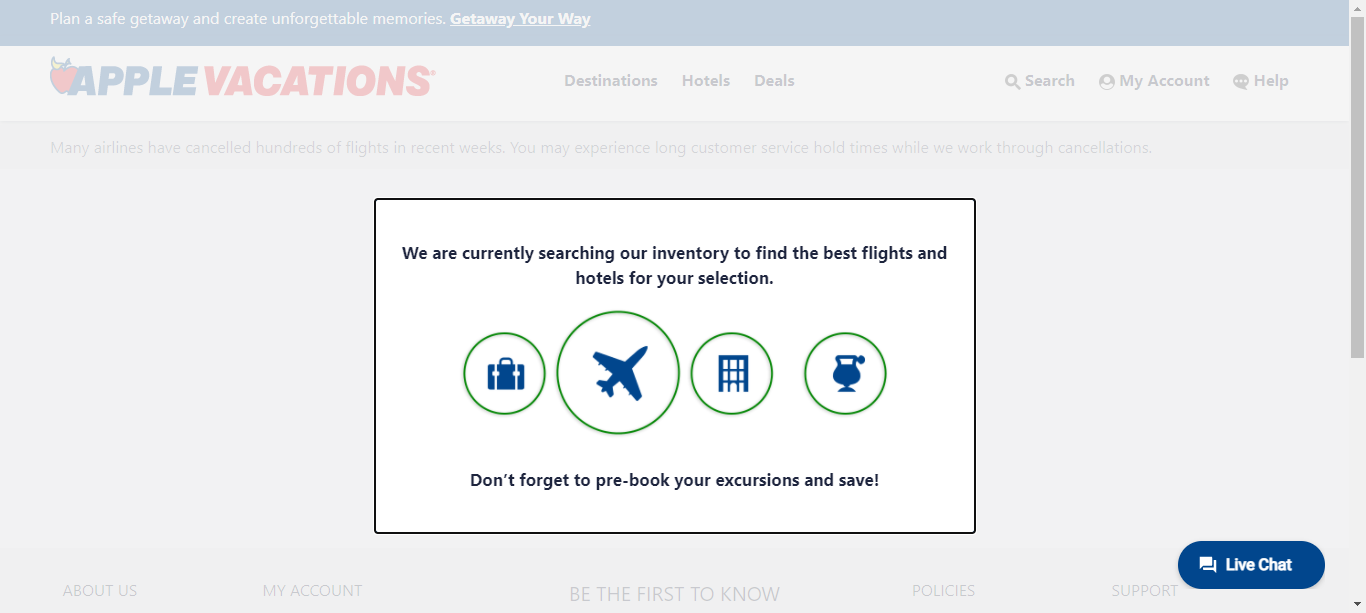 Plan a safe getaway and create unforgettable memories. Getaway Your Way
APPLE VACATIONS®
Destinations
Hotels
Deals
Search
My Account
Help
Many airlines have cancelled hundreds of flights in recent weeks. You may experience long customer service hold times while we work through cancellations.
We are currently searching our inventory to find the best flights and
hotels for your selection.
Don’t forget to pre-book your excursions and save!
Live Chat
ABOUT US
MY ACCOUNT
BE THE FIRST TO KNOW
POLICIES
SUPPORT